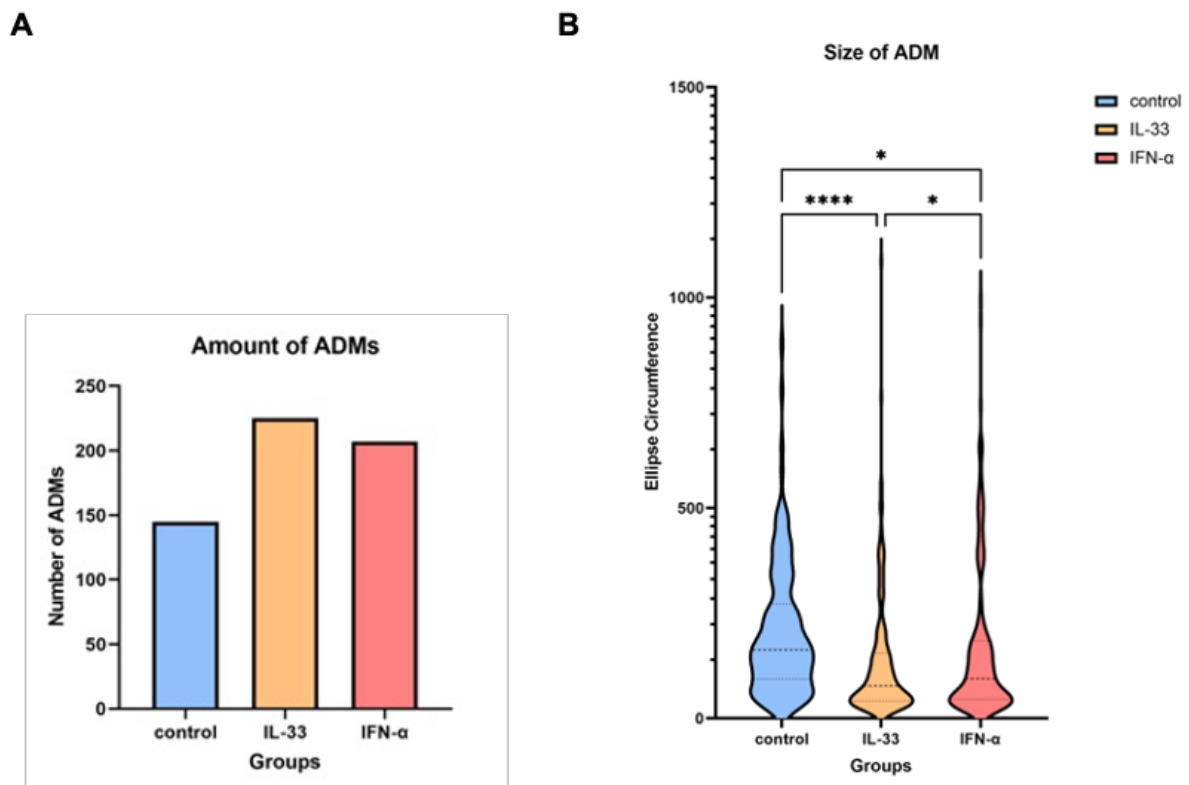 A
Amount of ADMs
Number of ADMs
250
200
150
100
50
0
control IL-33 IFN-α
Groups
B
Size of ADM
Ellipse Circumference
1500
1000
500
0
*
**** *
control IL-33 IFN-α
Groups
control
IL-33
IFN-α